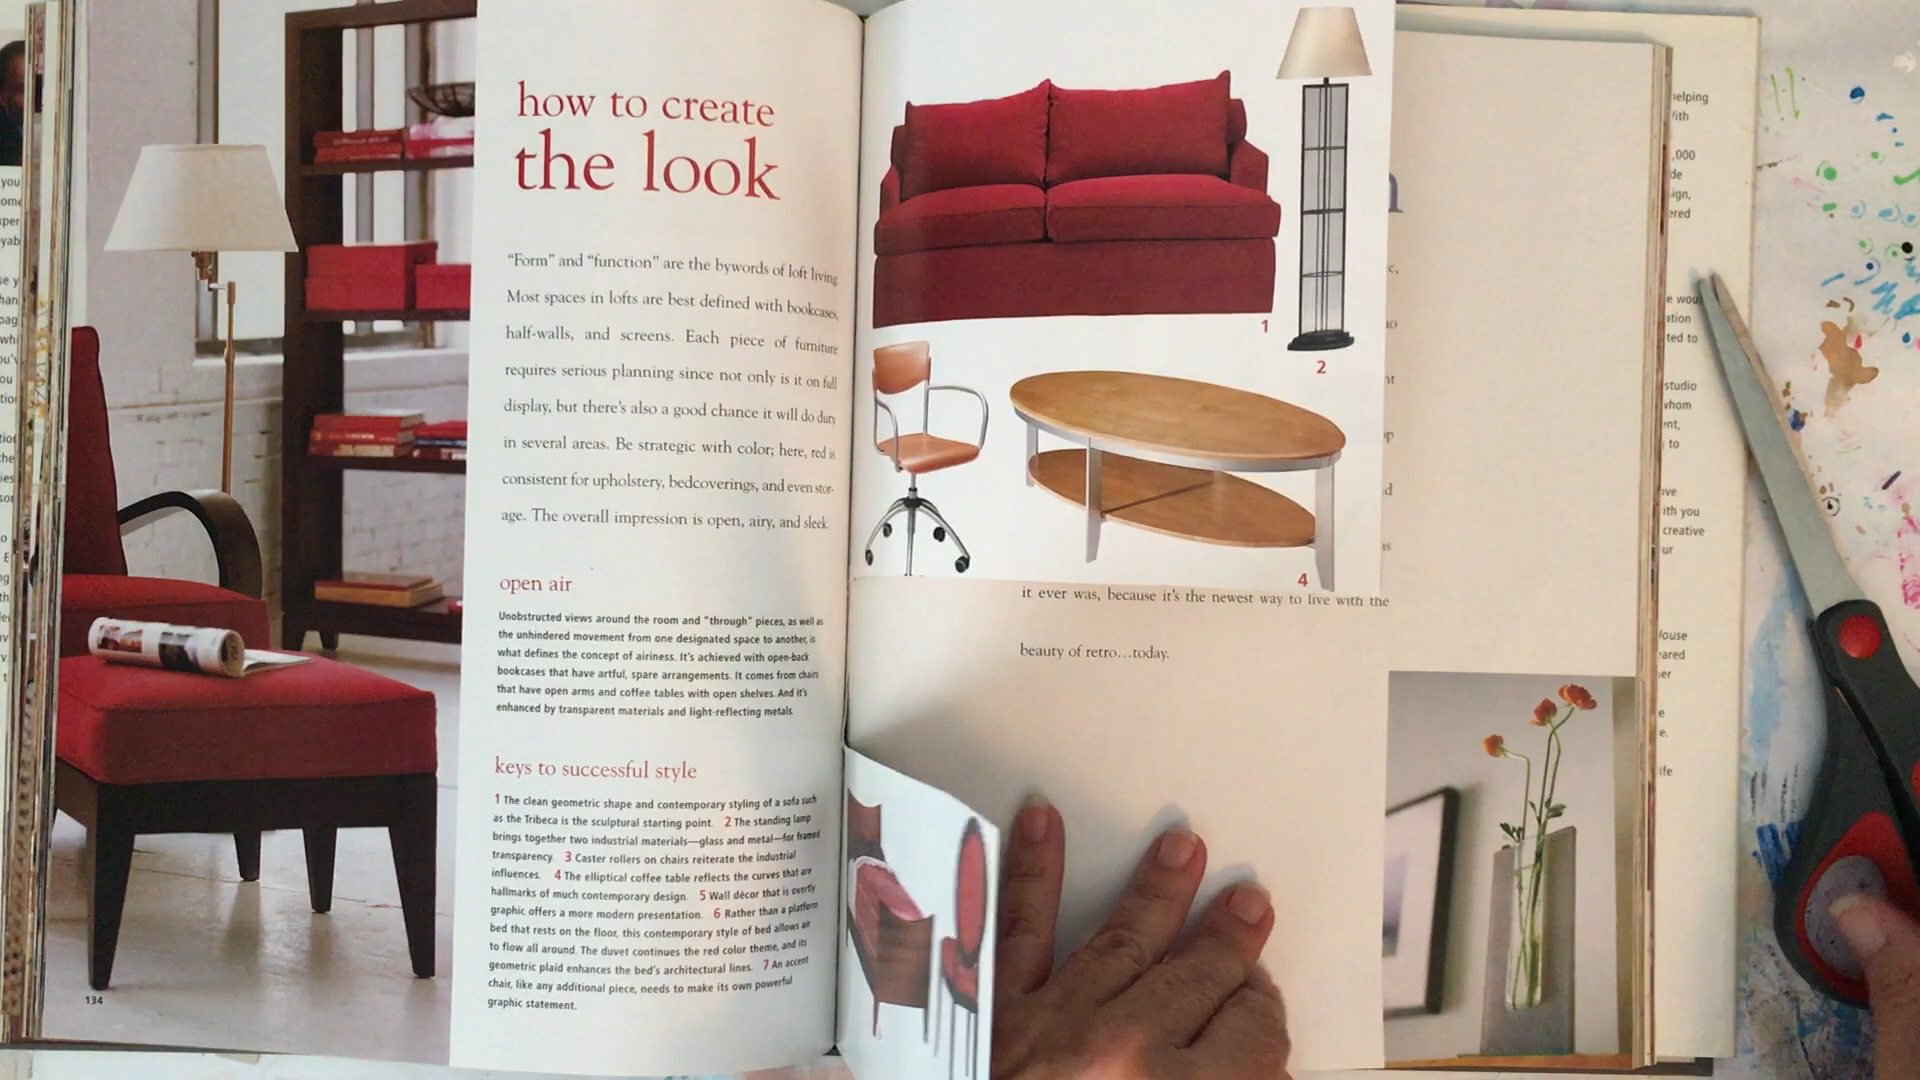 134
how to create
the look
“Form” and “function” are the bywords of loft living.
Most spaces in lofts are best defined with bookcases,
half-walls, and screens. Each piece of furniture
requires serious planning since not only is it on full
display, but there’s also a good chance it will do duty
in several areas. Be strategic with color; here, red is
consistent for upholstery, bedcoverings, and even stor-
age. The overall impression is open, airy, and sleek.
open air
Unobstructed views around the room and "through" pieces, as well as
the unhindered movement from one designated space to another, is
what defines the concept of airiness. It's achieved with open-back
bookcases that have artful, spare arrangements. It comes from chairs
that have open arms and coffee tables with open shelves. And it's
enhanced by transparent materials and light-reflecting metals.
keys to successful style
1 The clean geometric shape and contemporary styling of a sofa such
as the Tribeca is the sculptural starting point. 2 The standing lamp
brings together two industrial materials—glass and metal—for framed
transparency. 3 Caster rollers on chairs reiterate the industrial
influences. 4 The elliptical coffee table reflects the curves that are
hallmarks of much contemporary design. 5 Wall décor that is overtly
graphic offers a more modern presentation. 6 Rather than a platform
bed that rests on the floor, this contemporary style of bed allows air
to flow all around. The duvet continues the red color theme, and its
geometric plaid enhances the bed's architectural lines. 7 An accent
chair, like any additional piece, needs to make its own powerful
graphic statement.
1
2
4
it ever was, because it’s the newest way to live with the
beauty of retro…today.
helping
With
,000
ered
ation
ted to
studio
whom
to
ith you
creative
House